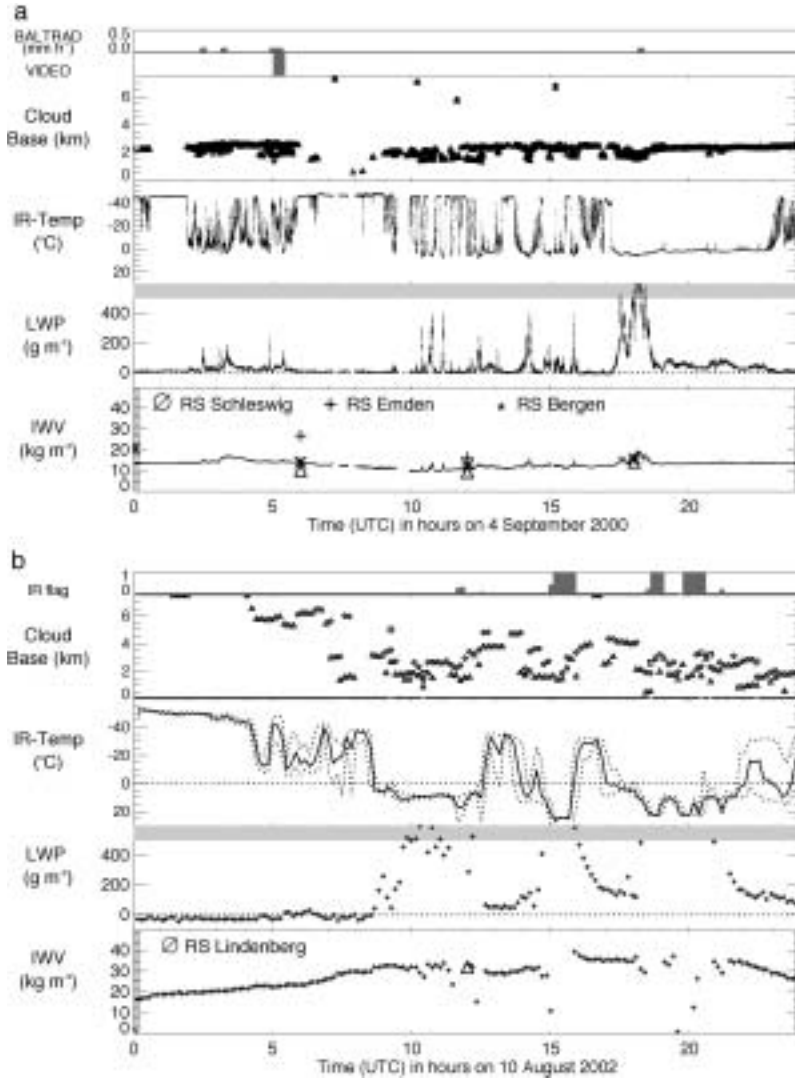 a
BALTRAD
(mm hr⁻¹)
0.5
0.0
VIDEO
Cloud
Base (km)
6
4
2
0
IR-Temp
(°C)
-40
-20
0
20
LWP
(g m⁻²)
400
200
0
IWV
(kg m⁻²)
40
30
20
10
0
∅ RS Schleswig
+ RS Emden
▲ RS Bergen
0 5 10 15 20
Time (UTC) in hours on 4 September 2000
b
IR flag
1
0
Cloud
Base (km)
6
4
2
0
IR-Temp
(°C)
-40
-20
0
20
LWP
(g m⁻²)
400
200
0
IWV
(kg m⁻²)
40
30
20
10
0
∅ RS Lindenberg
0 5 10 15 20
Time (UTC) in hours on 10 August 2002